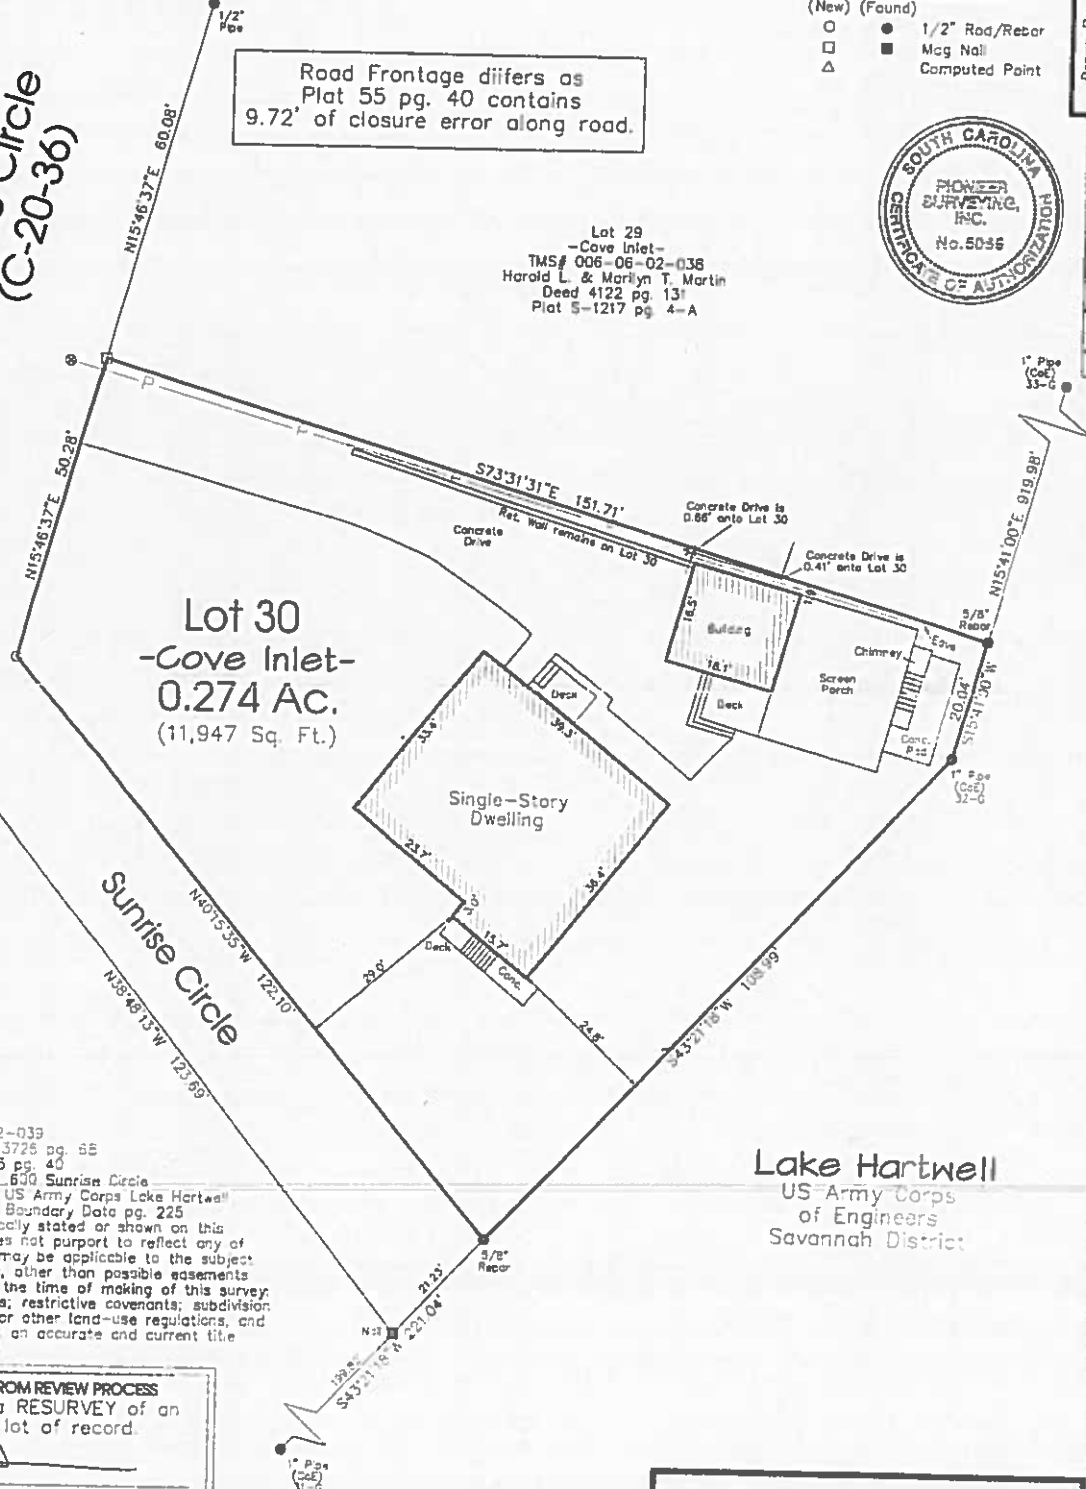 1/2"
Pipe
(New) (Found)
1/2" Rod/Rebar
Mag Nail
Computed Point
Road Frontage diifers as
Plat 55 pg. 40 contains
9.72' of closure error along road.
Circle
(C-20-36)
N15°46'37"E 60.08'
SOUTH CAROLINA
PIONEER
SURVEYING,
INC.
No.5036
CERTIFICATE OF AUTHORIZATION
Lot 29
-Cove Inlet-
TMS# 006-06-02-038
Harold L. & Marilyn T. Martin
Deed 4122 pg. 131
Plat S-1217 pg. 4-A
1" Pipe
(CoE)
33-G
P
N15°46'37"E 50.28'
S73°31'31"E 151.71'
Ret. Wall remains on Lot 30
Concrete
Drive
Concrete Drive is
0.66' onto Lot 30
Concrete Drive is
0.41' onto Lot 30
N15°41'00"E 919.98'
5/8"
Rebar
Lot 30
-Cove Inlet-
0.274 Ac.
(11,947 Sq. Ft.)
16.5'
Building
18.1'
1.9'
Eave
Chimney
Screen
Porch
Deck
Deck
Conc.
Pad
20.04'
S15°41'00"W
1" Pipe
(CoE)
32-G
33.4'
39.3'
Single-Story
Dwelling
23.7'
36.4'
3.0'
15.7'
Deck
Conc.
29.0'
24.8'
Sunrise Circle
N40°15'35"W 122.10'
N38°48'13"W 123.69'
S43°21'18"W 108.99'
Lake Hartwell
US Army Corps
of Engineers
Savannah District
2-039
3725 pg. 68
5 pg. 40
600 Sunrise Circle
US Army Corps Lake Hartwell
Boundary Data pg. 225
cally stated or shown on this
es not purport to reflect any of
may be applicable to the subject
, other than possible easements
the time of making of this survey;
s; restrictive covenants; subdivision
or other land-use regulations, and
an accurate and current title
5/8"
Rebar
21.23'
Nail
S43°21'18"W 221.04'
ROM REVIEW PROCESS
a RESURVEY of an
lot of record.
1" Pipe
(CoE)